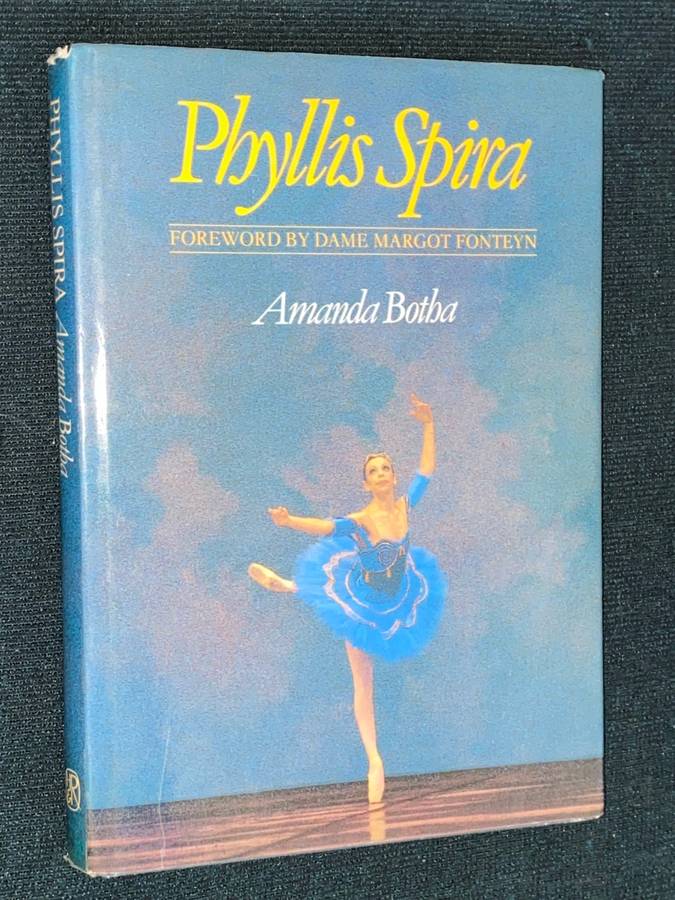 Phyllis Spira
FOREWORD BY DAME MARGOT FONTEYN
Amanda Botha
PHYLLIS SPIRA Amanda Botha